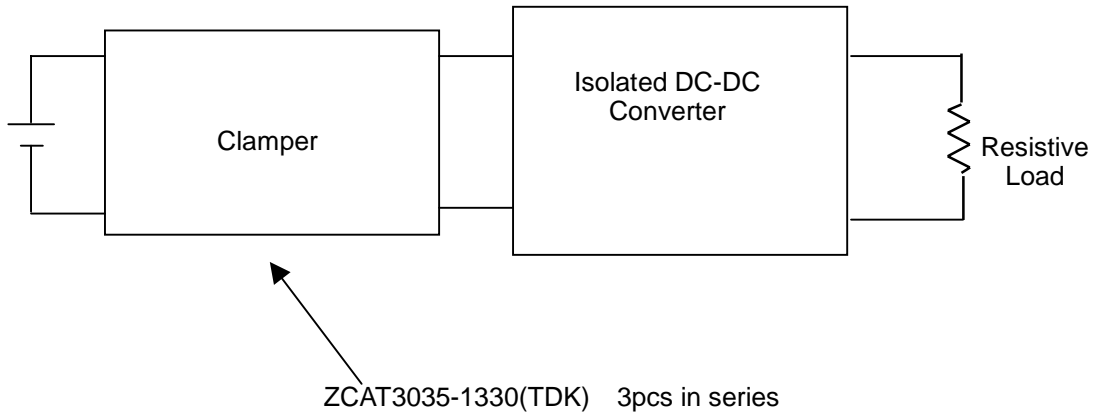 Clamper
Isolated DC-DC
Converter
Resistive
Load
ZCAT3035-1330(TDK) 3pcs in series